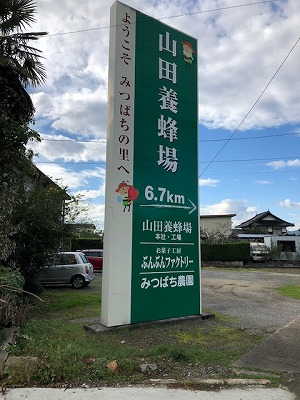 ようこそ みつばちの里へ
山田養蜂場
6.7km
山田養蜂場
本社・工場
お菓子工房
ぶんぶんファクトリー
みつばち農園